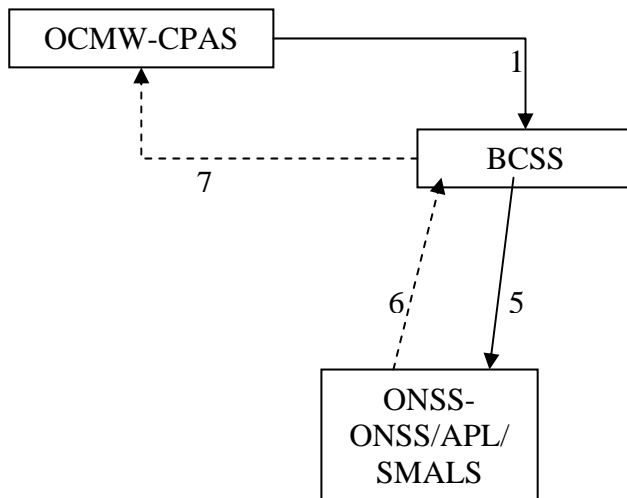 OCMW-CPAS
1
BCSS
7
6
5
ONSS-
ONSS/APL/
SMALS